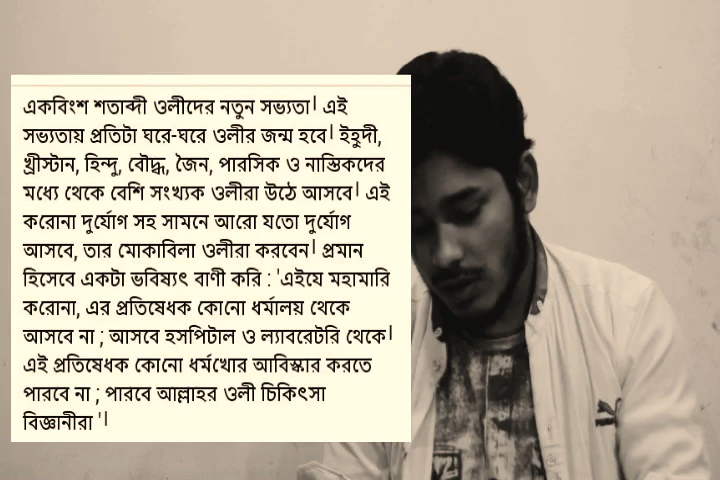 একবিংশ শতাব্দী ওলীদের নতুন সভ্যতা। এই
সভ্যতায় প্রতিটা ঘরে-ঘরে ওলীর জন্ম হবে। ইহুদী,
খ্রীস্টান, হিন্দু, বৌদ্ধ, জৈন, পারসিক ও নাস্তিকদের
মধ্যে থেকে বেশি সংখ্যক ওলীরা উঠে আসবে। এই
করোনা দুর্যোগ সহ সামনে আরো যতো দুর্যোগ
আসবে, তার মোকাবিলা ওলীরা করবেন। প্রমান
হিসেবে একটা ভবিষ্যৎ বাণী করি : 'এইযে মহামারি
করোনা, এর প্রতিষেধক কোনো ধর্মালয় থেকে
আসবে না ; আসবে হসপিটাল ও ল্যাবরেটরি থেকে।
এই প্রতিষেধক কোনো ধর্মখোর আবিস্কার করতে
পারবে না ; পারবে আল্লাহর ওলী চিকিৎসা
বিজ্ঞানীরা '।